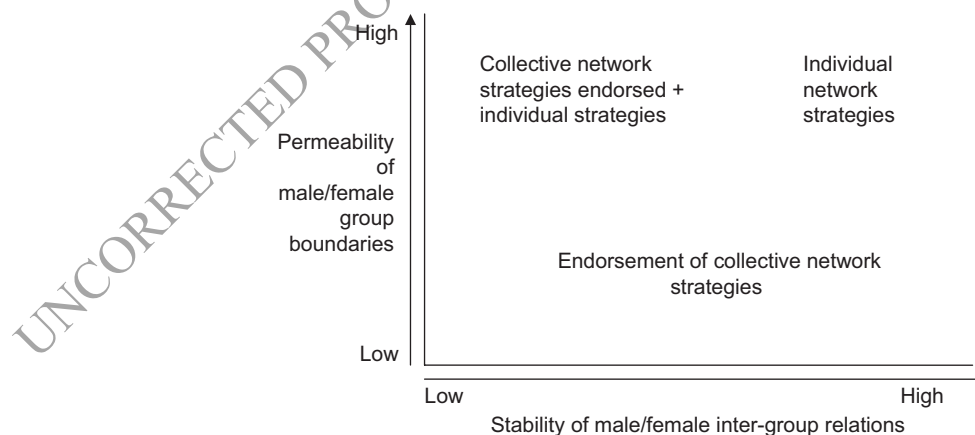 UNCORRECTED PRO
High
Collective network
strategies endorsed +
individual strategies
Individual
network
strategies
Permeability
of
male/female
group
boundaries
Endorsement of collective network
strategies
Low
Low
High
Stability of male/female inter-group relations